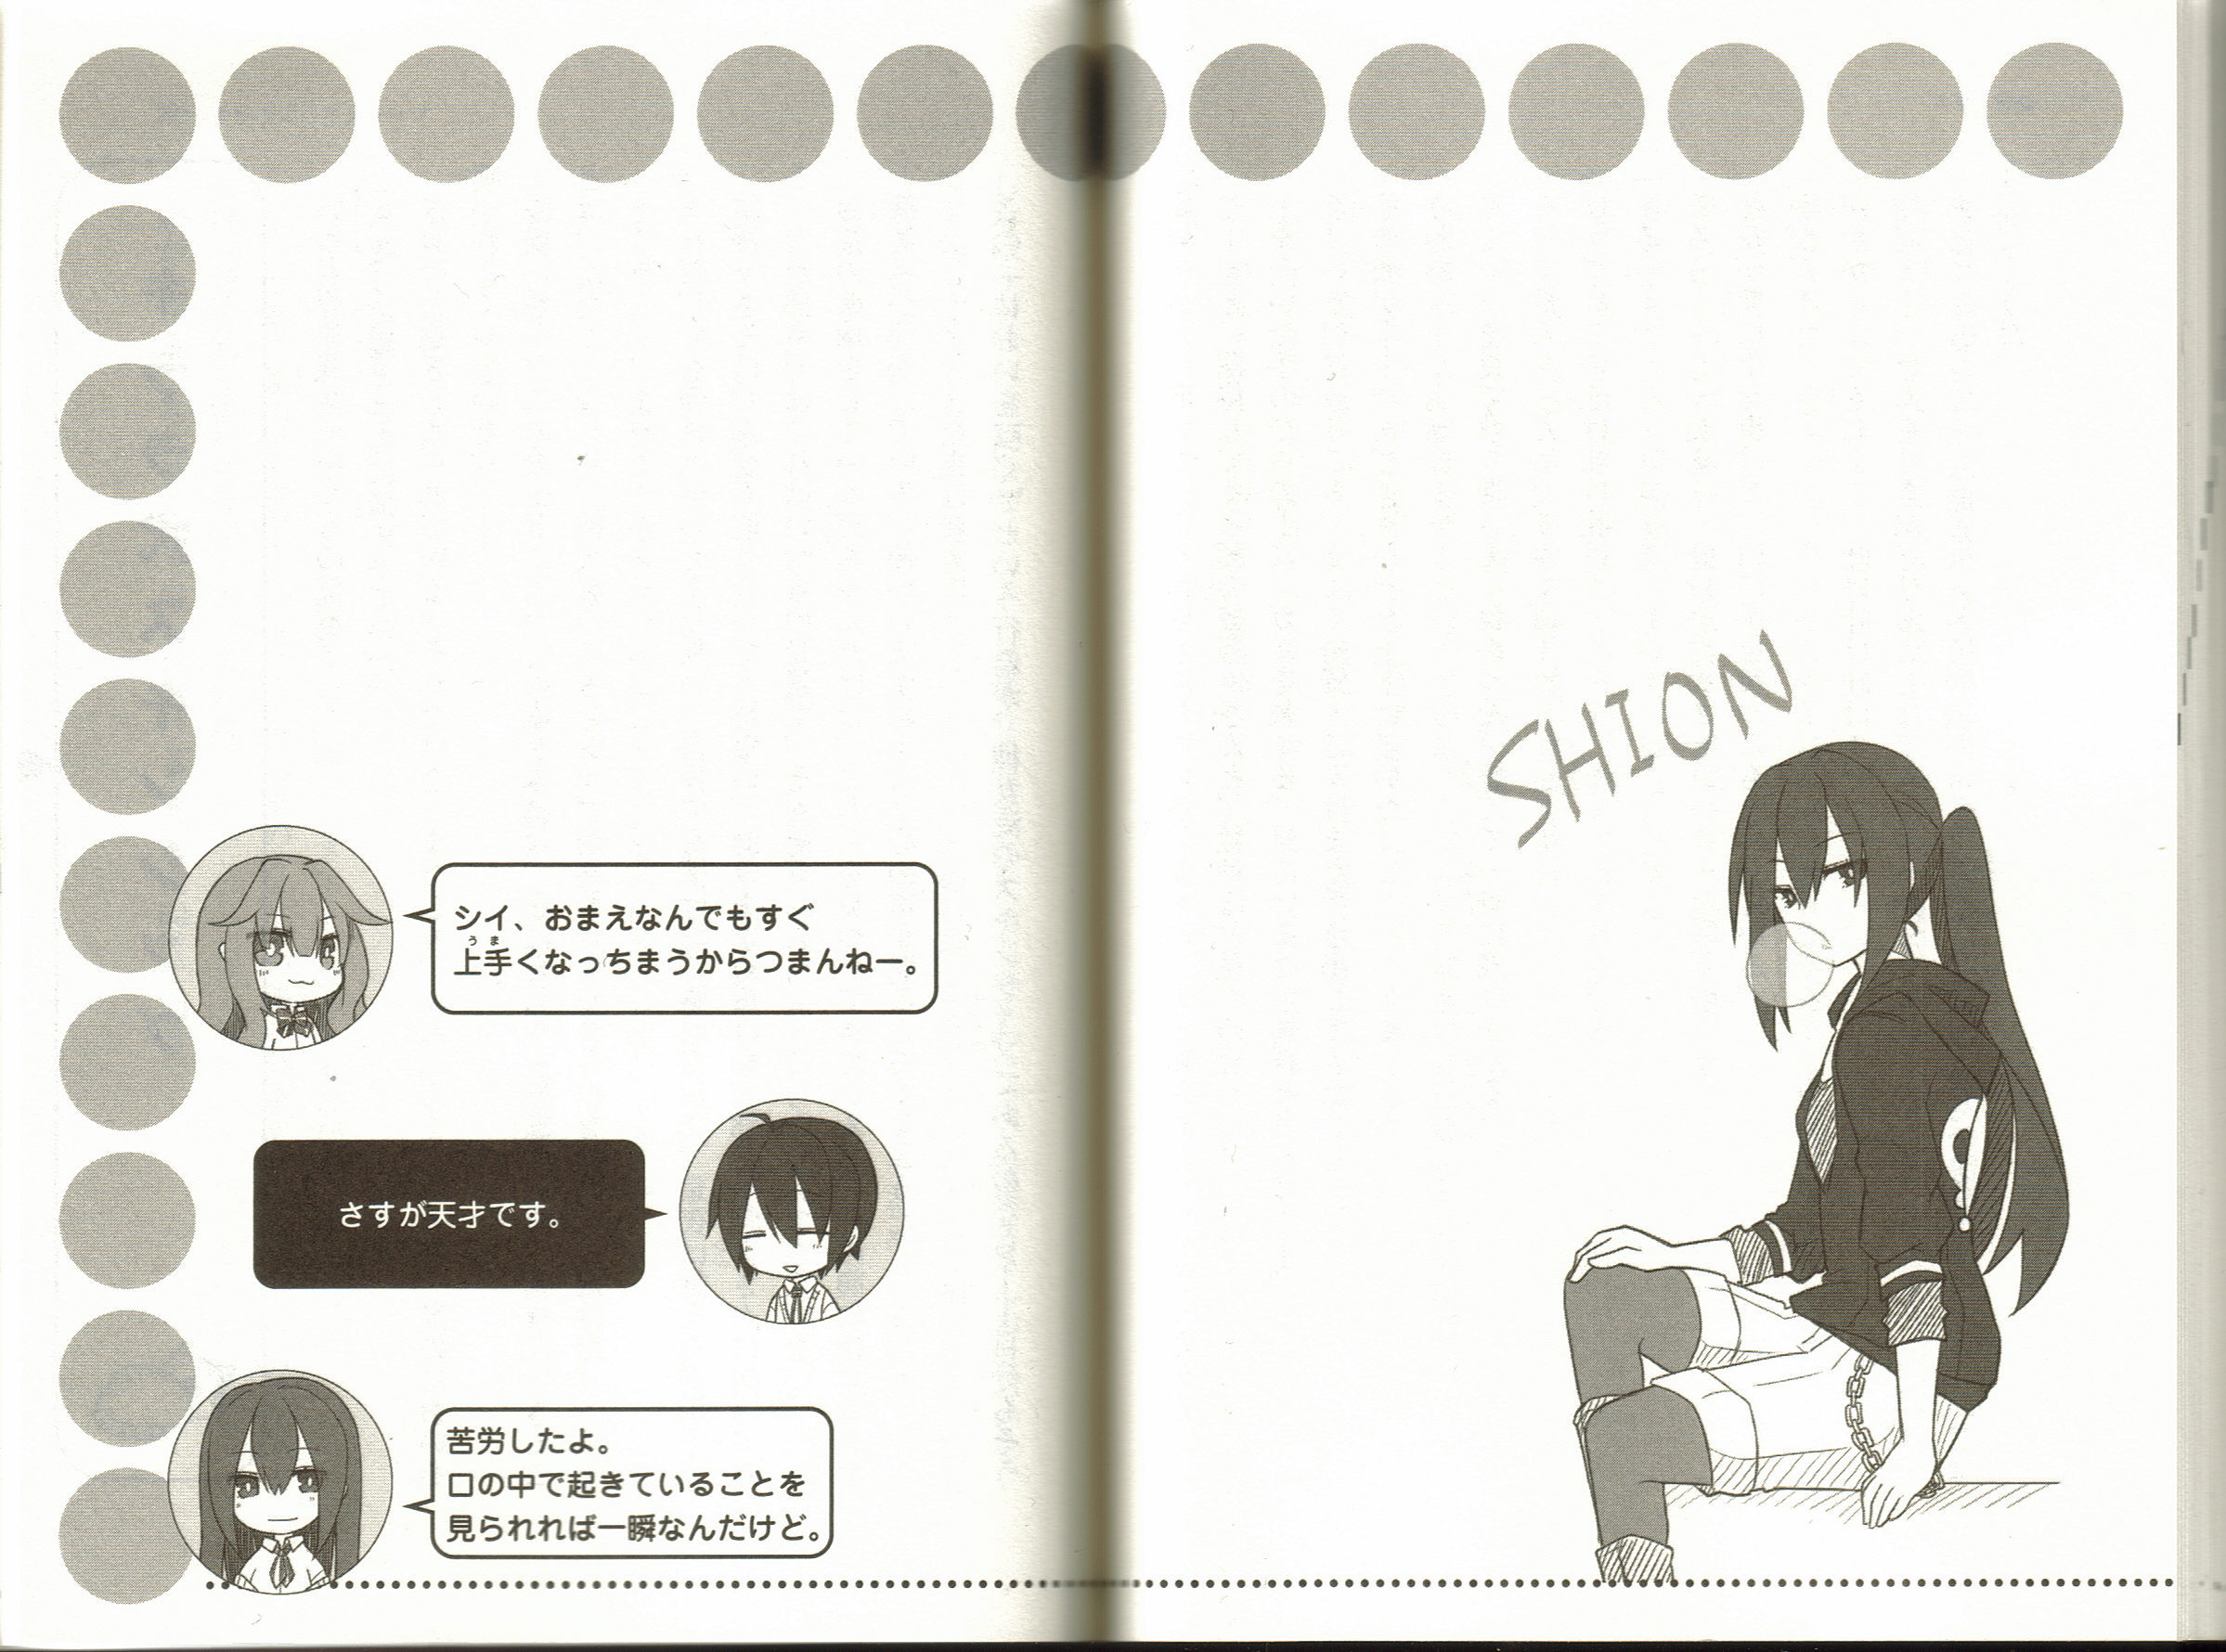 SHION
シイ、おまえなんでもすぐ
上手くなっちまうからつまんねー。
うま
さすが天才です。
苦労したよ。
口の中で起きていることを
見られれば一瞬なんだけど。